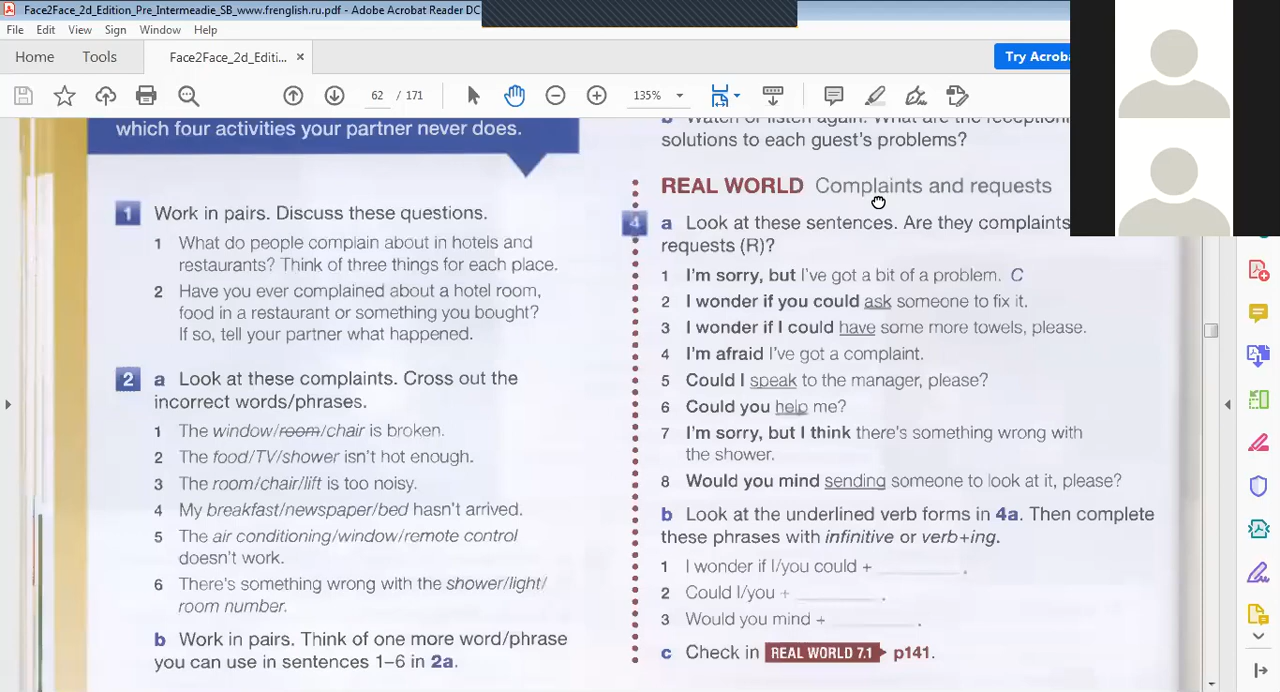 Face2Face_2d_Edition_Pre_Intermeadie_SB_www.frenglish.ru.pdf - Adobe Acrobat Reader DC
File Edit View Sign Window Help
Home Tools Face2Face_2d_Editi... ×
Try Acroba
62 / 171
135%
which four activities your partner never does.
1 Work in pairs. Discuss these questions.
1 What do people complain about in hotels and
restaurants? Think of three things for each place.
2 Have you ever complained about a hotel room,
food in a restaurant or something you bought?
If so, tell your partner what happened.
2 a Look at these complaints. Cross out the
incorrect words/phrases.
1 The window/room/chair is broken.
2 The food/TV/shower isn't hot enough.
3 The room/chair/lift is too noisy.
4 My breakfast/newspaper/bed hasn't arrived.
5 The air conditioning/window/remote control
doesn't work.
6 There's something wrong with the shower/light/
room number.
b Work in pairs. Think of one more word/phrase
you can use in sentences 1–6 in 2a.
b Watch or listen again. What are the reception
solutions to each guest's problems?
REAL WORLD Complaints and requests
4 a Look at these sentences. Are they complaints
requests (R)?
1 I'm sorry, but I've got a bit of a problem. C
2 I wonder if you could ask someone to fix it.
3 I wonder if I could have some more towels, please.
4 I'm afraid I've got a complaint.
5 Could I speak to the manager, please?
6 Could you help me?
7 I'm sorry, but I think there's something wrong with
the shower.
8 Would you mind sending someone to look at it, please?
b Look at the underlined verb forms in 4a. Then complete
these phrases with infinitive or verb+ing.
1 I wonder if I/you could + ________ .
2 Could I/you + ________ .
3 Would you mind + ________ .
c Check in REAL WORLD 7.1 p141.